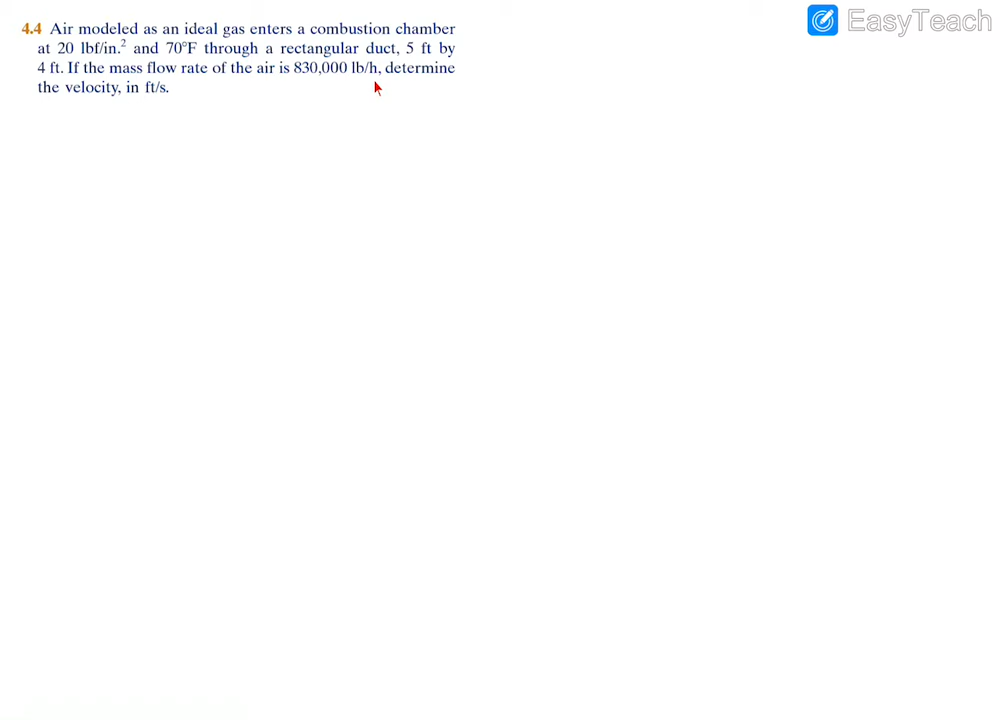 EasyTeach
4.4 Air modeled as an ideal gas enters a combustion chamber
at 20 lbf/in.² and 70°F through a rectangular duct, 5 ft by
4 ft. If the mass flow rate of the air is 830,000 lb/h, determine
the velocity, in ft/s.